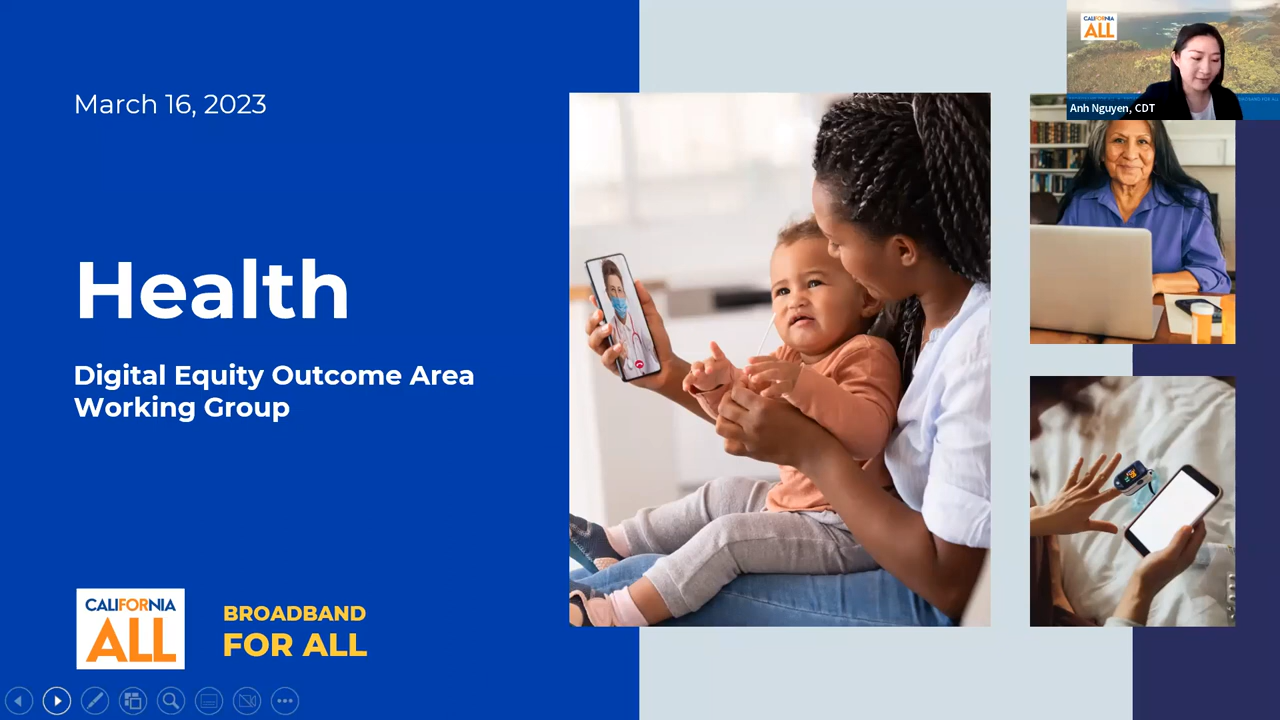 March 16, 2023
Health
Digital Equity Outcome Area
Working Group
CALIFORNIA
ALL
BROADBAND
FOR ALL
CALIFORNIA
ALL
Anh Nguyen, CDT